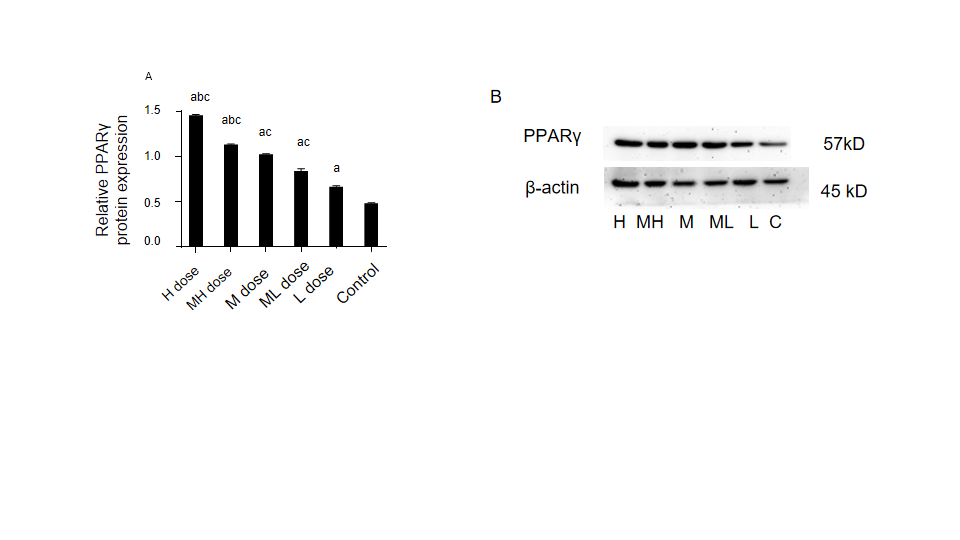 A
abc
abc
ac
ac
a
Relative PPARγ
protein expression
1.5
1.0
0.5
0.0
H dose
MH dose
M dose
ML dose
L dose
Control
B
PPARγ
57kD
β-actin
45 kD
H MH M ML L C